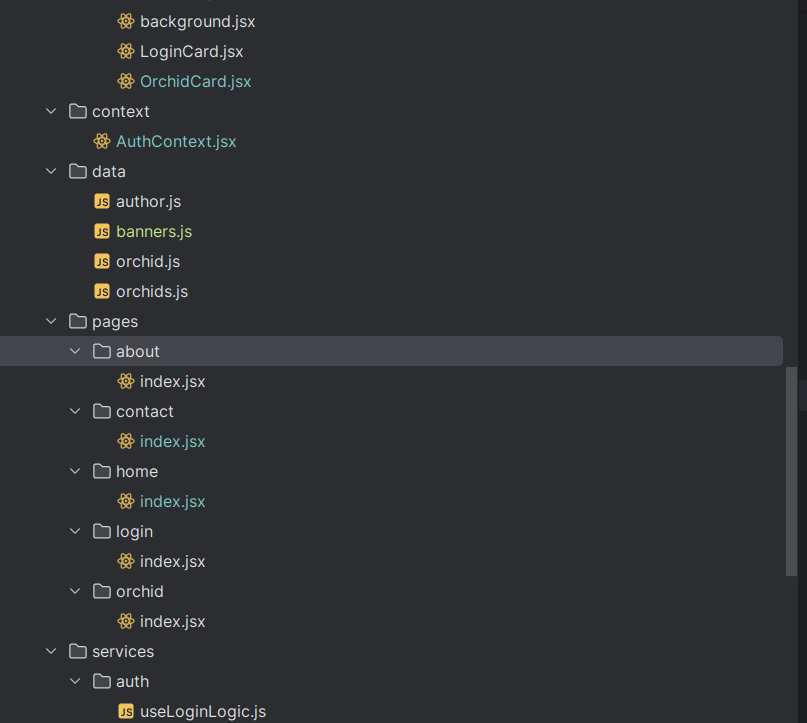 background.jsx
LoginCard.jsx
OrchidCard.jsx
context
AuthContext.jsx
data
JS author.js
JS banners.js
JS orchid.js
JS orchids.js
pages
about
index.jsx
contact
index.jsx
home
index.jsx
login
index.jsx
orchid
index.jsx
services
auth
JS useLoginLogic.js